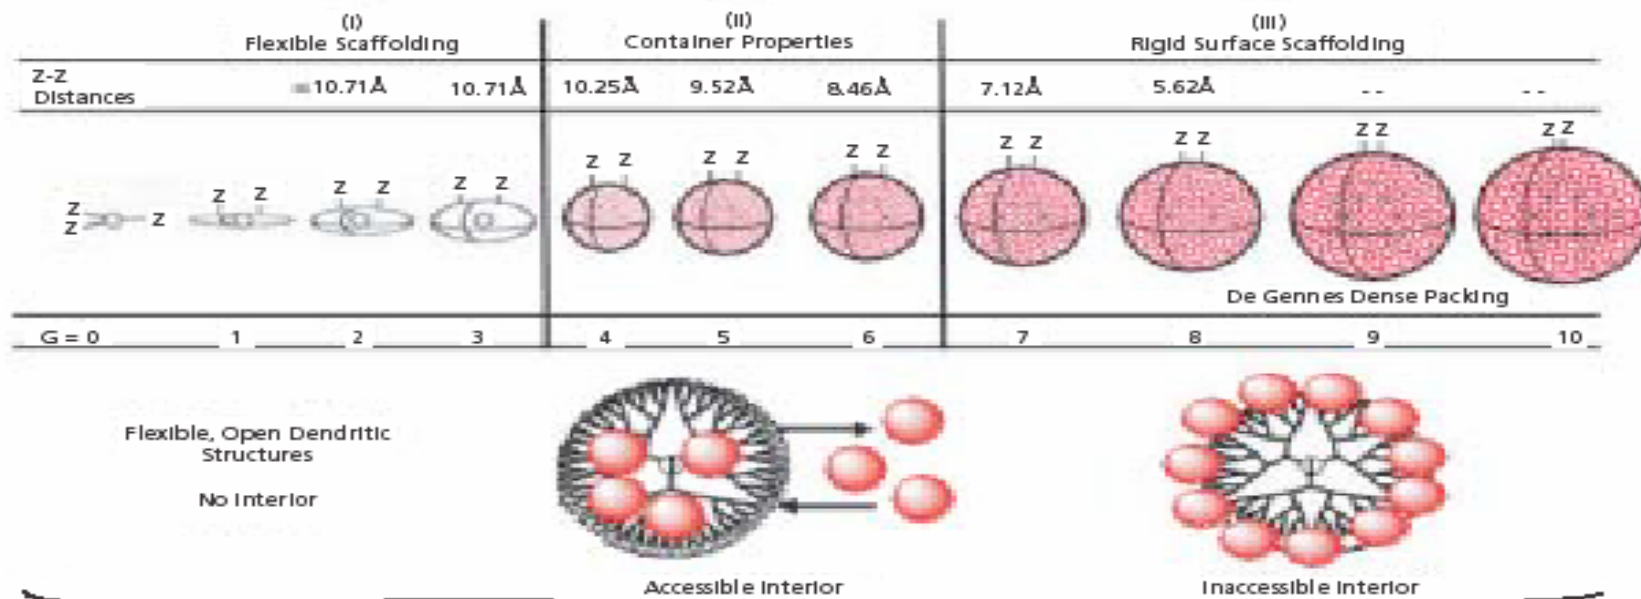 (I)
Flexible Scaffolding
(II)
Container Properties
(III)
Rigid Surface Scaffolding
Z-Z
Distances
10.71Å 10.71Å 10.25Å 9.52Å 8.46Å 7.12Å 5.62Å -- --
Z Z Z
Z Z
Z Z
Z Z
Z Z
Z Z
Z Z
Z Z
Z Z
Z Z
Z Z
De Gennes Dense Packing
G = 0 1 2 3 4 5 6 7 8 9 10
Flexible, Open Dendritic
Structures
No Interior
Accessible Interior
Inaccessible Interior